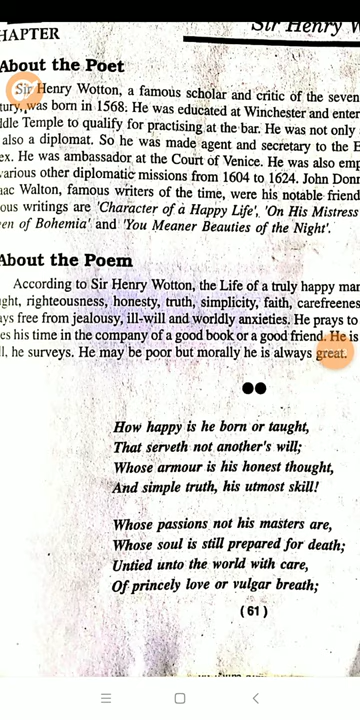 HAPTER
Sir Henry W
About the Poet
Sir Henry Wotton, a famous scholar and critic of the seven
tury, was born in 1568. He was educated at Winchester and enter
ddle Temple to qualify for practising at the bar. He was not only
also a diplomat. So he was made agent and secretary to the E
ex. He was ambassador at the Court of Venice. He was also emp
various other diplomatic missions from 1604 to 1624. John Donn
aac Walton, famous writers of the time, were his notable friend
ous writings are 'Character of a Happy Life', 'On His Mistress
en of Bohemia' and 'You Meaner Beauties of the Night'.
About the Poem
According to Sir Henry Wotton, the Life of a truly happy man
ght, righteousness, honesty, truth, simplicity, faith, carefreenes
ys free from jealousy, ill-will and worldly anxieties. He prays to
es his time in the company of a good book or a good friend. He is
ll, he surveys. He may be poor but morally he is always great.
How happy is he born or taught,
That serveth not another's will;
Whose armour is his honest thought,
And simple truth, his utmost skill!
Whose passions not his masters are,
Whose soul is still prepared for death;
Untied unto the world with care,
Of princely love or vulgar breath;
(61)